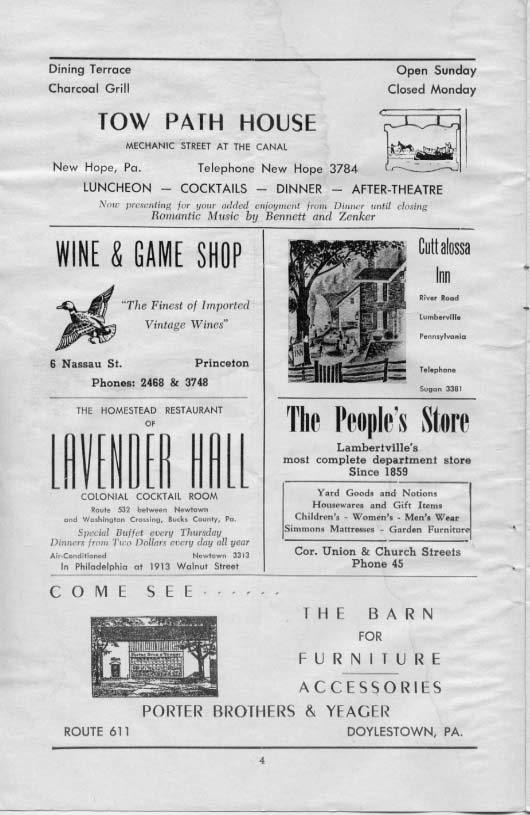 Dining Terrace
Open Sunday
Charcoal Grill
Closed Monday
TOW PATH HOUSE
MECHANIC STREET AT THE CANAL
New Hope, Pa.
Telephone New Hope 3784
LUNCHEON — COCKTAILS — DINNER — AFTER-THEATRE
Now presenting for your added enjoyment from Dinner until closing
Romantic Music by Bennett and Zenker
WINE & GAME SHOP
"The Finest of Imported
Vintage Wines"
6 Nassau St.
Princeton
Phones: 2468 & 3748
Cuttalossa
Inn
River Road
Lumberville
Pennsylvania
Telephone
Sugan 3381
INN
THE HOMESTEAD RESTAURANT
OF
LAVENDER HALL
COLONIAL COCKTAIL ROOM
Route 532 between Newtown
and Washington Crossing, Bucks County, Pa.
Special Buffet every Thursday
Dinners from Two Dollars every day all year
Air-Conditioned
Newtown 3313
In Philadelphia at 1913 Walnut Street
The People's Store
Lambertville's
most complete department store
Since 1859
Yard Goods and Notions
Housewares and Gift Items
Children's - Women's - Men's Wear
Simmons Mattresses - Garden Furniture
Cor. Union & Church Streets
Phone 45
COME SEE . . . . . .
THE BARN
FOR
FURNITURE
ACCESSORIES
PORTER BROTHERS & YEAGER
ROUTE 611
DOYLESTOWN, PA.
4